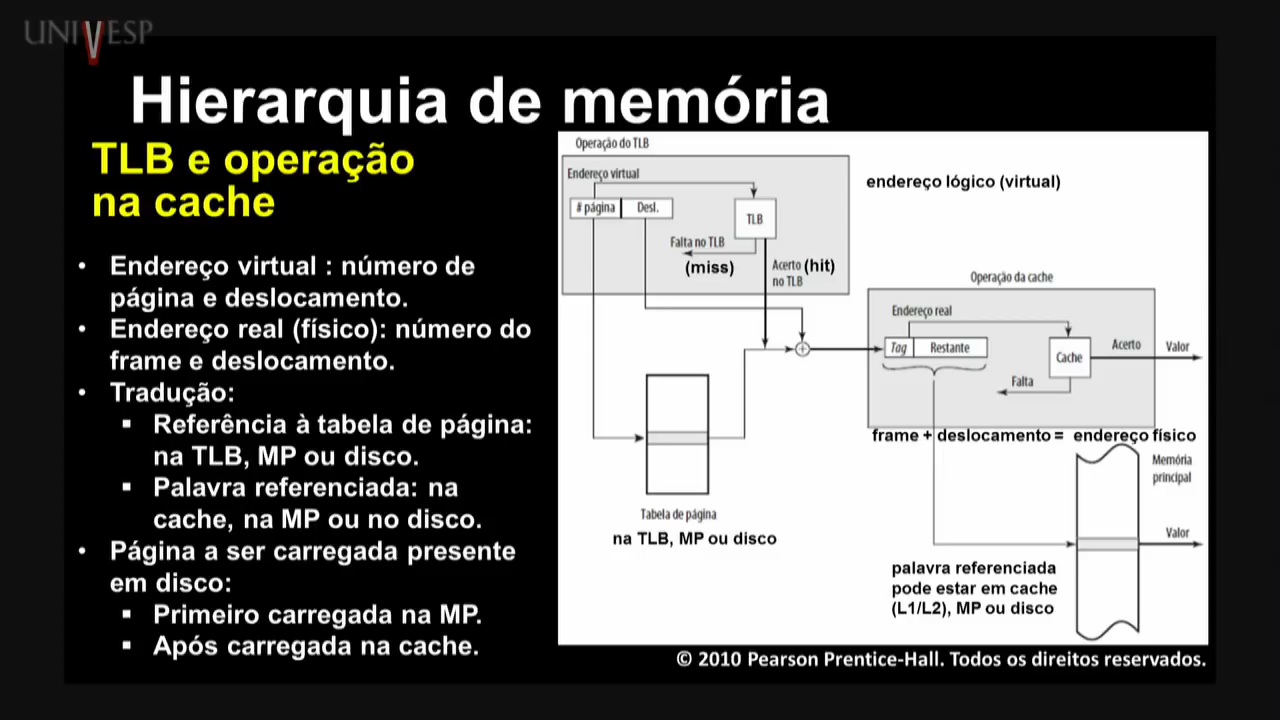 UNIVESP
Hierarquia de memória
TLB e operação
na cache
• Endereço virtual : número de
página e deslocamento.
• Endereço real (físico): número do
frame e deslocamento.
• Tradução:
▪ Referência à tabela de página:
na TLB, MP ou disco.
▪ Palavra referenciada: na
cache, na MP ou no disco.
• Página a ser carregada presente
em disco:
▪ Primeiro carregada na MP.
▪ Após carregada na cache.
Operação do TLB
Endereço virtual
# página Desl.
TLB
Falta no TLB
(miss)
Acerto (hit)
no TLB
endereço lógico (virtual)
Operação da cache
Endereço real
Tag Restante
Cache
Acerto
Valor
Falta
frame + deslocamento = endereço físico
Memória
principal
Tabela de página
na TLB, MP ou disco
Valor
palavra referenciada
pode estar em cache
(L1/L2), MP ou disco
© 2010 Pearson Prentice-Hall. Todos os direitos reservados.